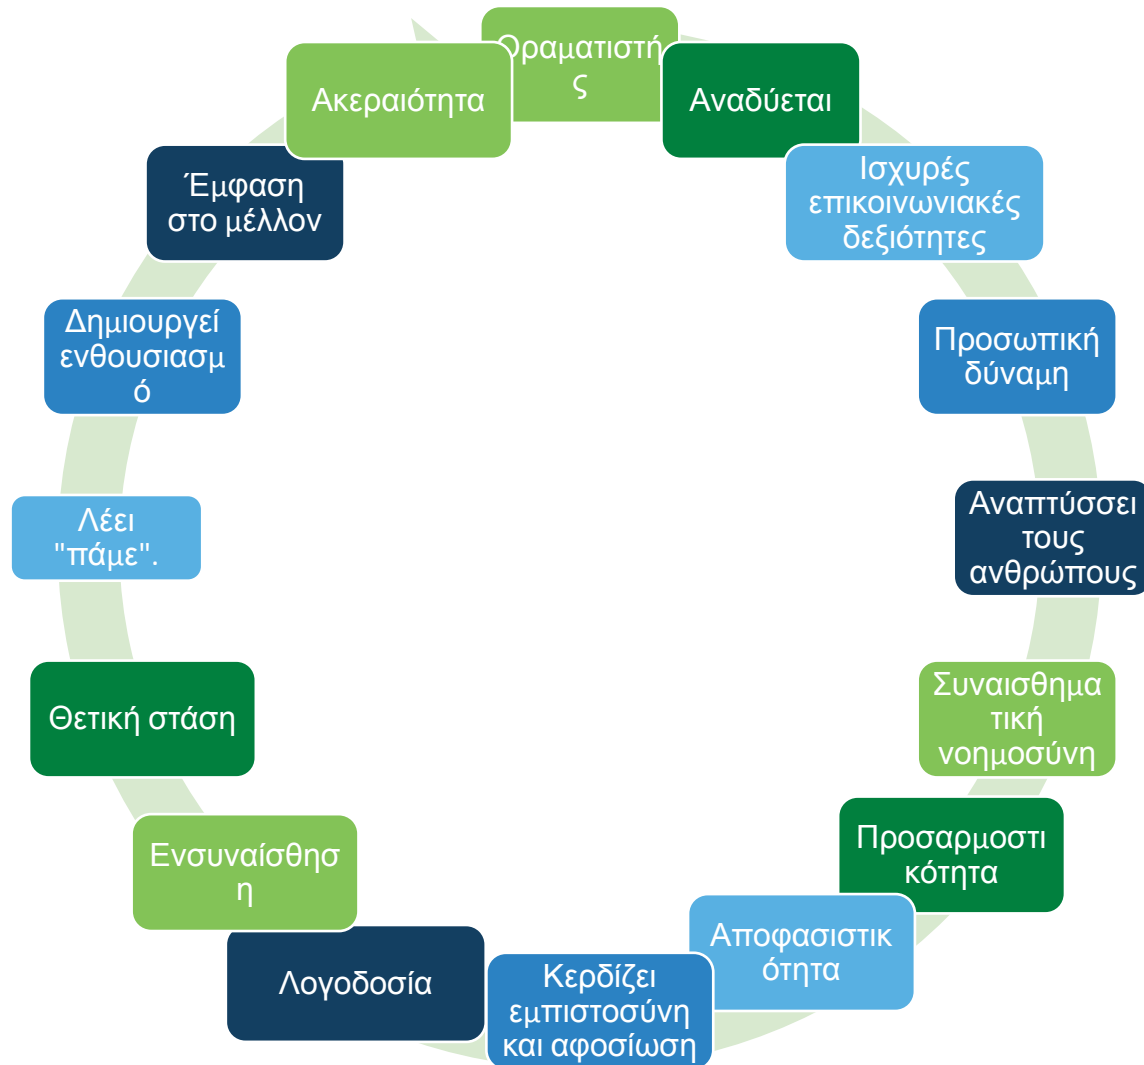 Οραματιστή
ς
Αναδύεται
Ισχυρές
επικοινωνιακές
δεξιότητες
Προσωπική
δύναμη
Αναπτύσσει
τους
ανθρώπους
Συναισθημα
τική
νοημοσύνη
Προσαρμοστι
κότητα
Αποφασιστικ
ότητα
Κερδίζει
εμπιστοσύνη
και αφοσίωση
Λογοδοσία
Ενσυναίσθησ
η
Θετική στάση
Λέει
"πάμε".
Δημιουργεί
ενθουσιασμ
ό
Έμφαση
στο μέλλον
Ακεραιότητα